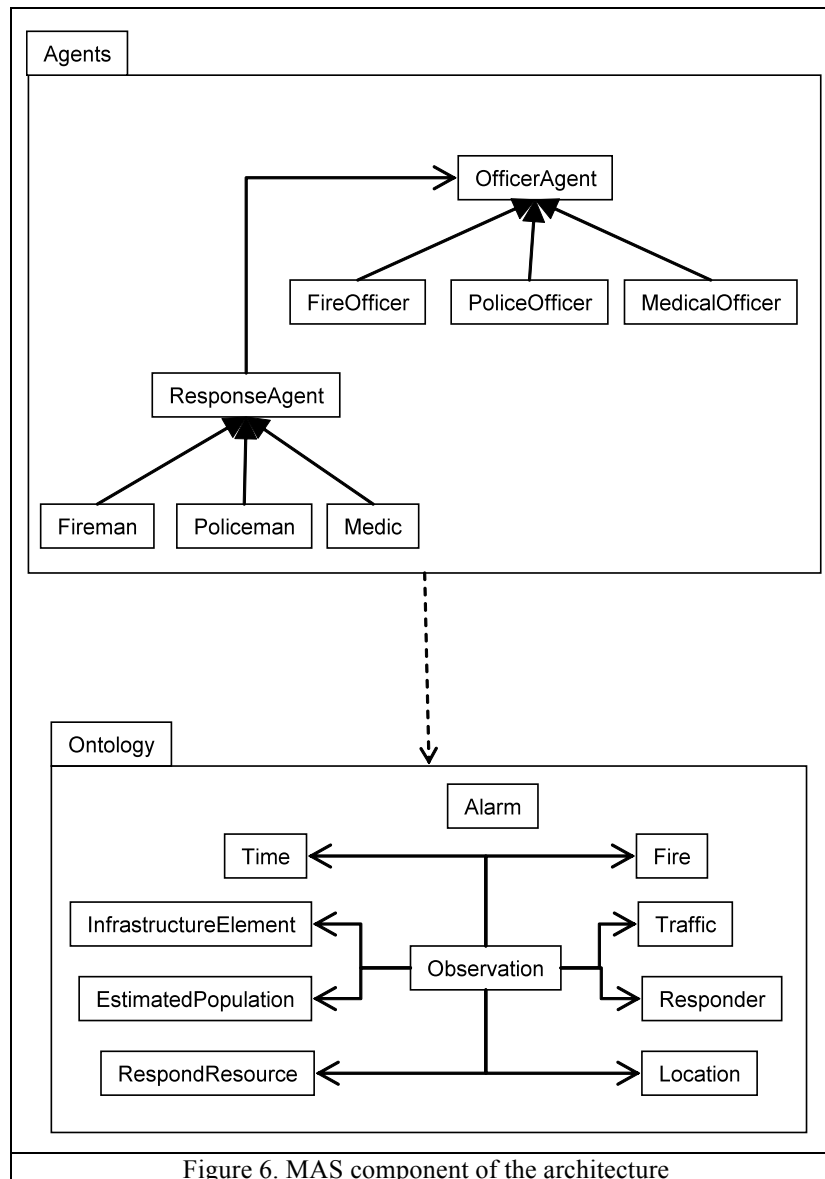 Agents
OfficerAgent
FireOfficer
PoliceOfficer
MedicalOfficer
ResponseAgent
Fireman
Policeman
Medic
Ontology
Alarm
Time
Fire
InfrastructureElement
Traffic
Observation
EstimatedPopulation
Responder
RespondResource
Location
Figure 6. MAS component of the architecture